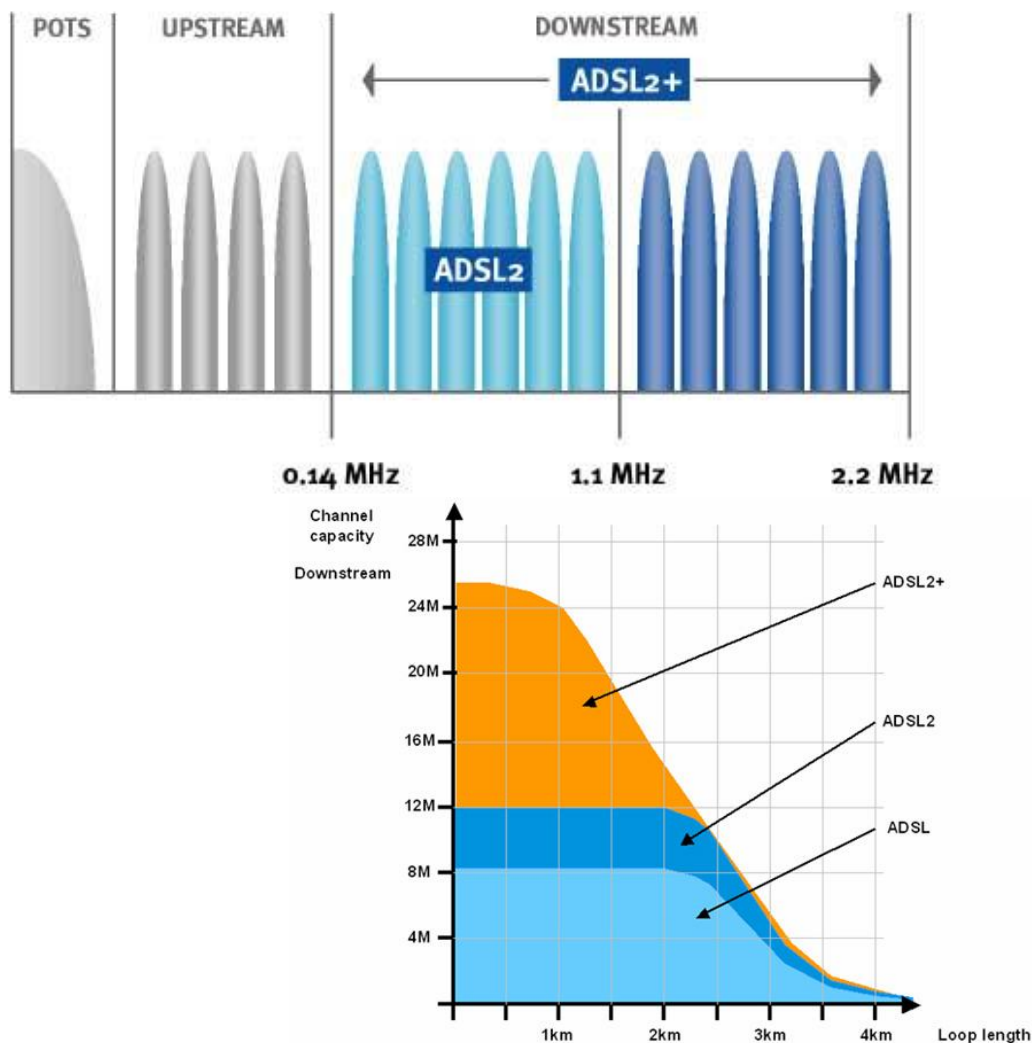 POTS UPSTREAM DOWNSTREAM
ADSL2+
ADSL2
0.14 MHz 1.1 MHz 2.2 MHz
Channel
capacity
Downstream
28M
24M
20M
16M
12M
8M
4M
ADSL2+
ADSL2
ADSL
1km 2km 3km 4km Loop length